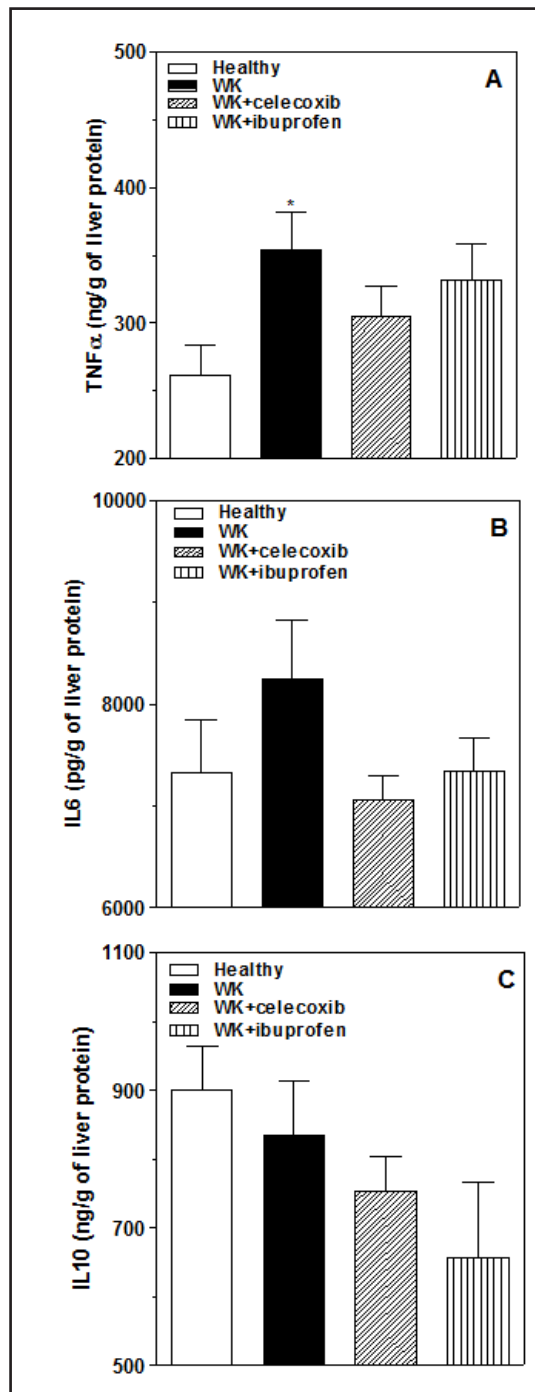 500
Healthy
A
WK
WK+celecoxib
WK+ibuprofen
400
*
300
200
TNFα (ng/g of liver protein)
10000
Healthy
B
WK
WK+celecoxib
WK+ibuprofen
8000
6000
IL6 (pg/g of liver protein)
1100
Healthy
C
WK
WK+celecoxib
WK+ibuprofen
900
700
500
IL10 (ng/g of liver protein)